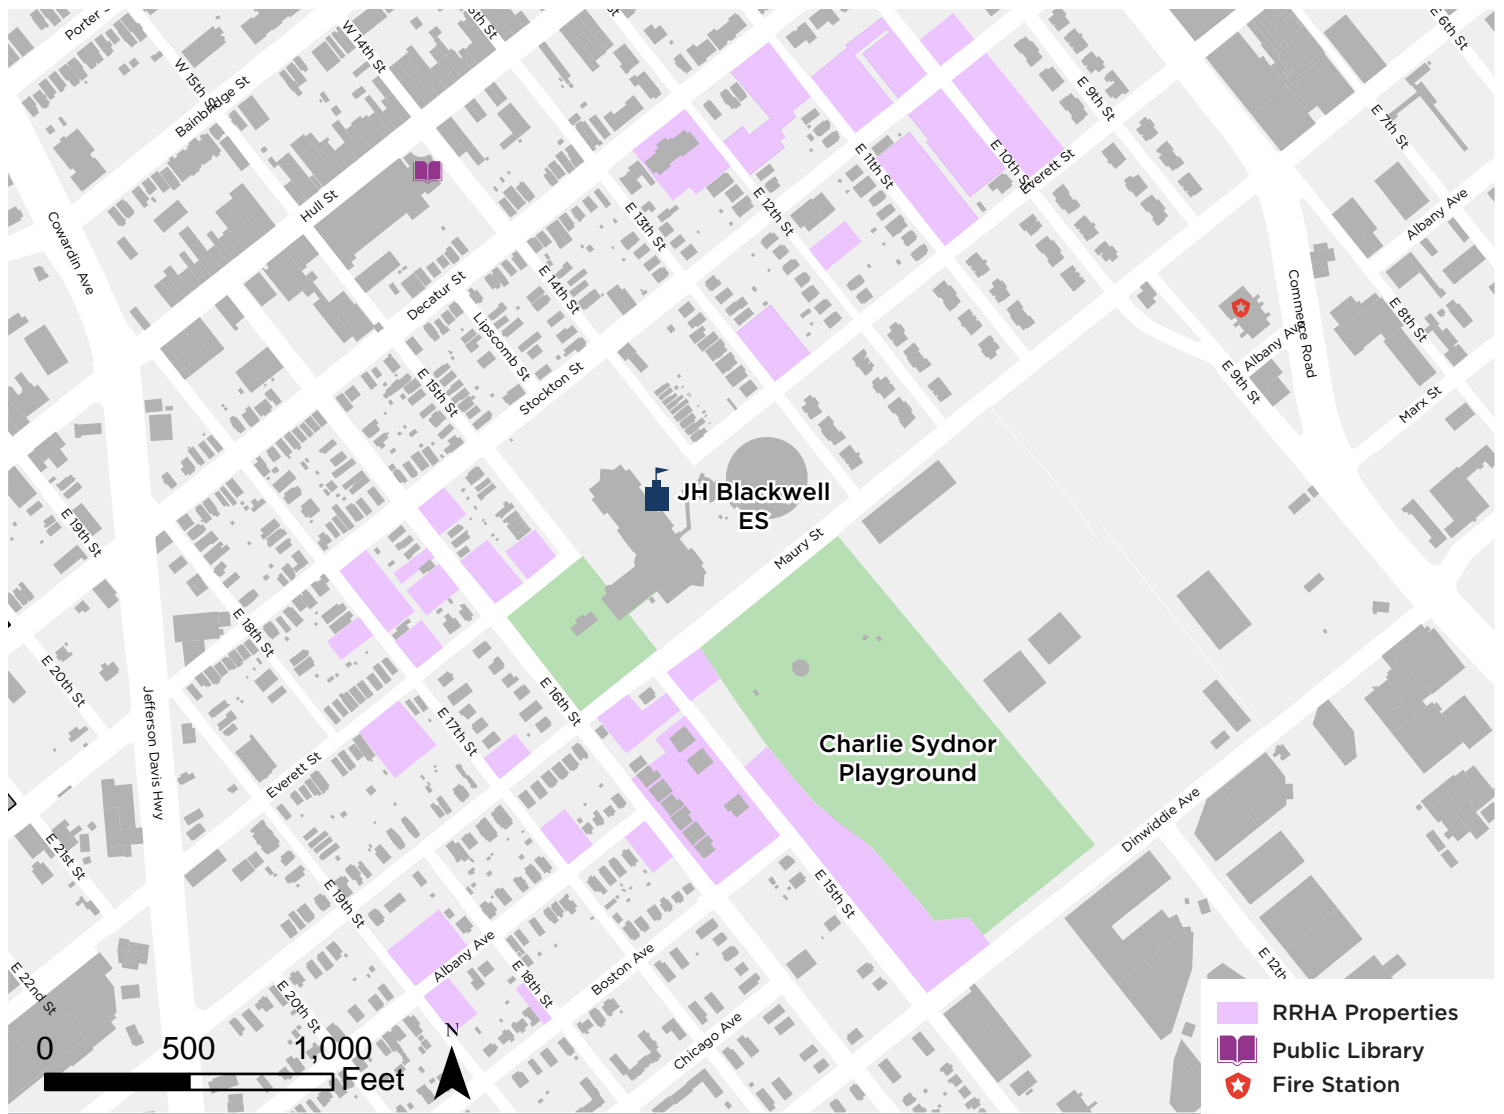 Porter S
W 15th St
W 14th St
5th St
St
Bainbridge St
Hull St
Cowardin Ave
Decatur St
Lipscomb St
E 15th St
E 14th St
E 13th St
E 12th St
E 11th St
E 10th St
E 9th St
Everett St
E 6th St
E 7th St
Albany Ave
E 8th St
Commerce Road
Albany Ave
E 9th St
Marx St
Stockton St
JH Blackwell
ES
Maury St
E 19th St
E 18th St
E 20th St
Jefferson Davis Hwy
E 16th St
E 17th St
Everett St
Charlie Sydnor
Playground
Dinwiddie Ave
E 21st St
E 19th St
E 15th St
Albany Ave
E 18th St
Boston Ave
E 22nd St
E 20th St
Chicago Ave
E 12th
N
0 500 1,000
Feet
RRHA Properties
Public Library
Fire Station